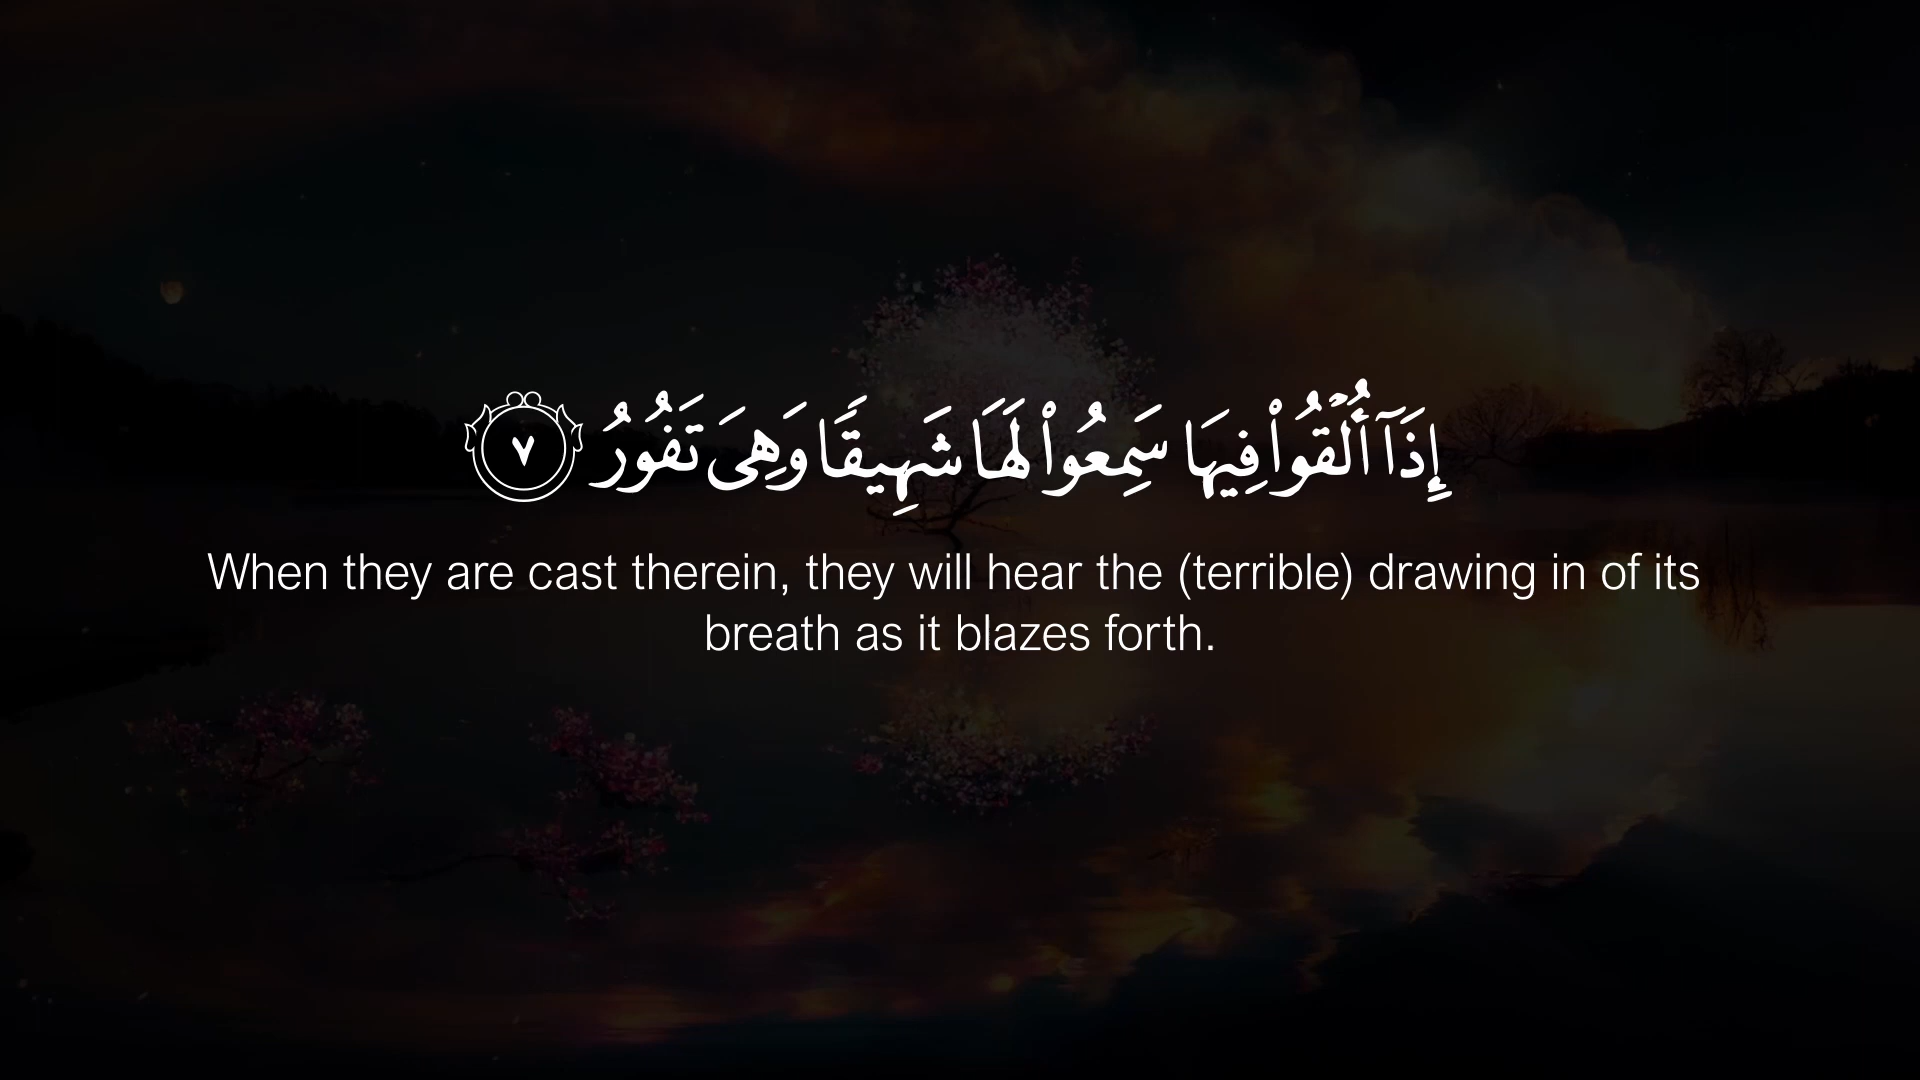 إِذَآ أُلْقُوا۟ فِيهَا سَمِعُوا۟ لَهَا شَهِيقًا وَهِىَ تَفُورُ ٧
When they are cast therein, they will hear the (terrible) drawing in of its
breath as it blazes forth.